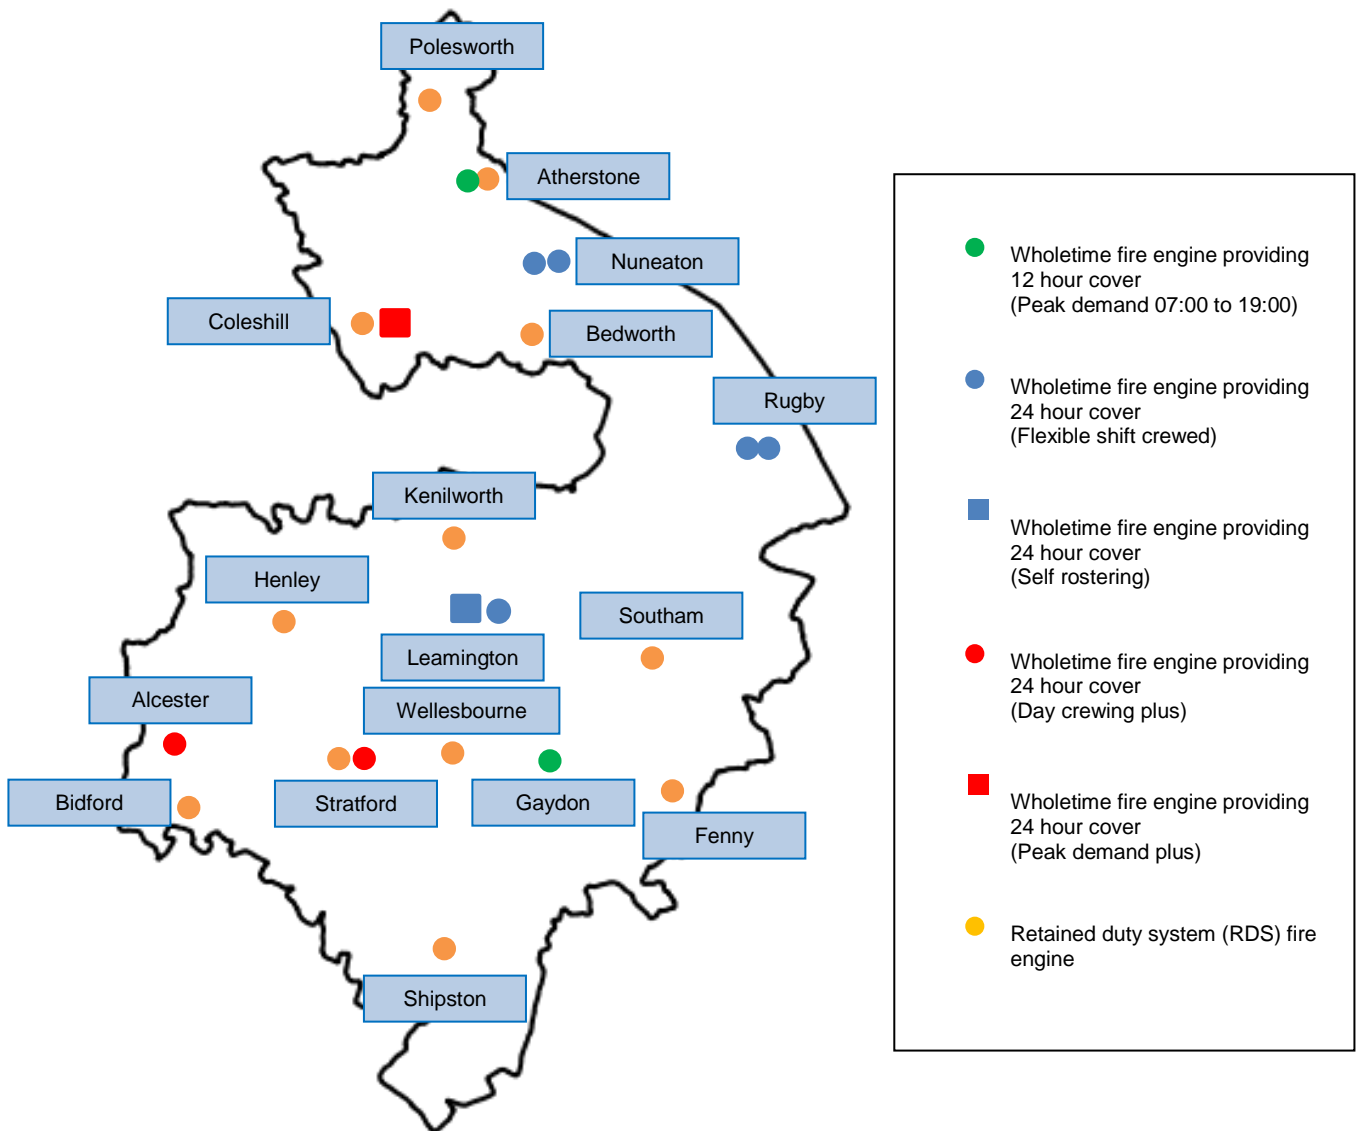 Polesworth
Atherstone
Nuneaton
Coleshill
Bedworth
Rugby
Kenilworth
Henley
Southam
Leamington
Alcester
Wellesbourne
Bidford
Stratford
Gaydon
Fenny
Shipston
Wholetime fire engine providing
12 hour cover
(Peak demand 07:00 to 19:00)
Wholetime fire engine providing
24 hour cover
(Flexible shift crewed)
Wholetime fire engine providing
24 hour cover
(Self rostering)
Wholetime fire engine providing
24 hour cover
(Day crewing plus)
Wholetime fire engine providing
24 hour cover
(Peak demand plus)
Retained duty system (RDS) fire
engine